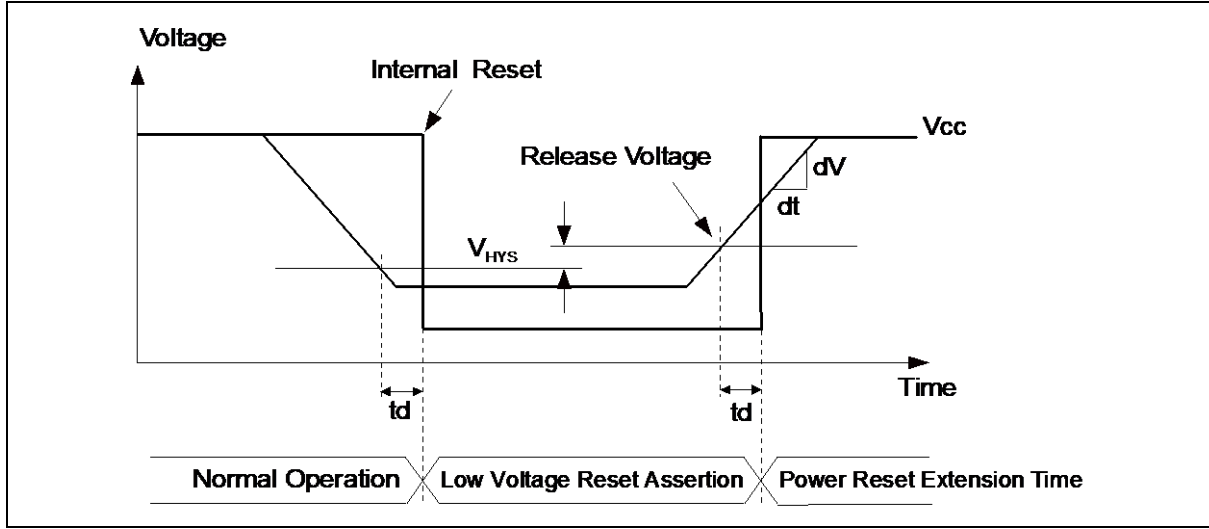 Voltage
Internal Reset
Vcc
Release Voltage
dV
dt
VHYS
Time
td
td
Normal Operation
Low Voltage Reset Assertion
Power Reset Extension Time